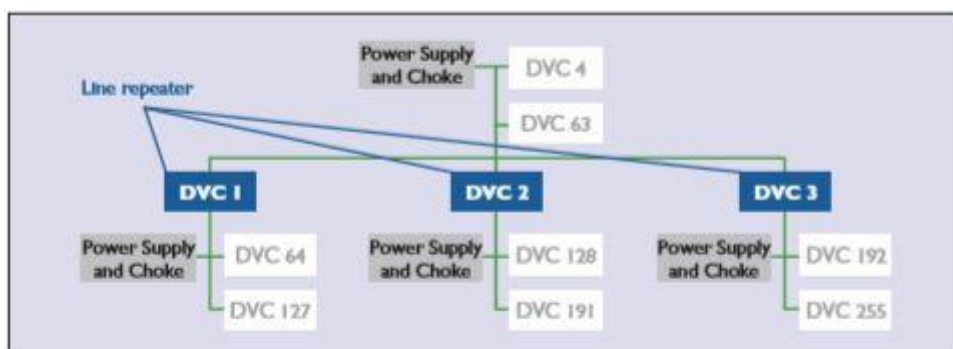 Power Supply
and Choke
DVC 4
Line repeater
DVC 63
DVC 1
DVC 2
DVC 3
Power Supply
and Choke
DVC 64
Power Supply
and Choke
DVC 128
Power Supply
and Choke
DVC 192
DVC 127
DVC 191
DVC 255